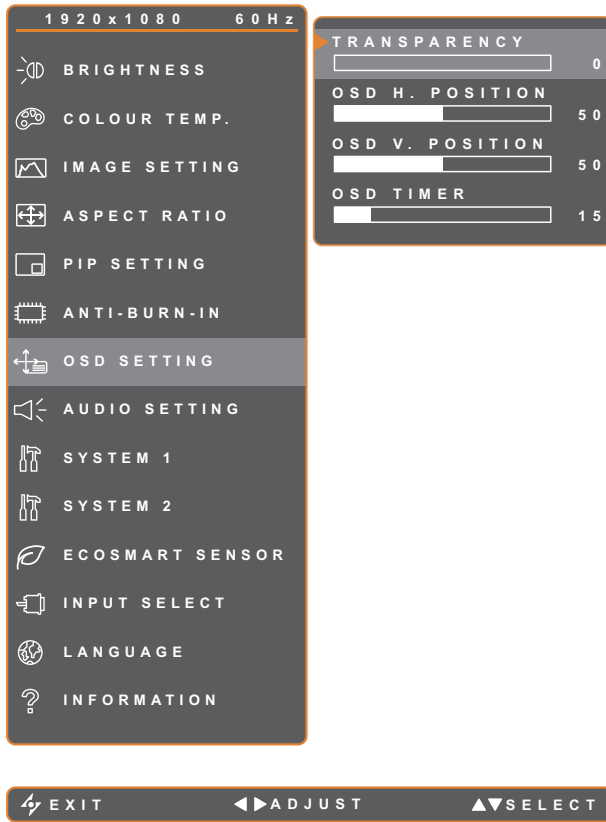 1920x1080 60Hz
BRIGHTNESS
COLOUR TEMP.
IMAGE SETTING
ASPECT RATIO
PIP SETTING
ANTI-BURN-IN
OSD SETTING
AUDIO SETTING
SYSTEM 1
SYSTEM 2
ECOSMART SENSOR
INPUT SELECT
LANGUAGE
INFORMATION
TRANSPARENCY
0
OSD H. POSITION
50
OSD V. POSITION
50
OSD TIMER
15
EXIT ADJUST SELECT